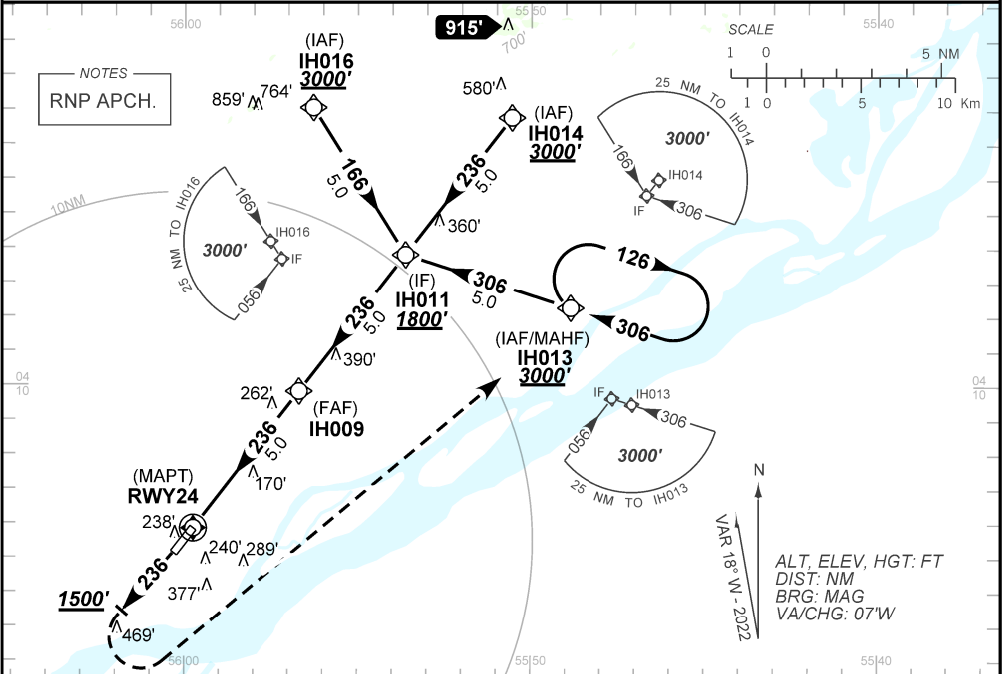 56°00
55°50
55°40
915'
700'
SCALE
1 0 5 NM
1 0 5 10 Km
NOTES
RNP APCH.
(IAF)
IH016
3000'
859'
764'
580'
(IAF)
IH014
3000'
166
5.0
236
5.0
360'
25 NM TO IH014
3000'
166
IH014
IF
306
10NM
25 NM TO IH016
166
3000'
IH016
IF
056
(IF)
IH011
1800'
306
5.0
126
306
(IAF/MAHF)
IH013
3000'
236
5.0
390'
04
10
04
10
262'
(FAF)
IH009
IF
IH013
306
056
3000'
25 NM TO IH013
236
5.0
170'
(MAPT)
RWY24
238'
240'
289'
377'
236
1500'
469'
N
VAR 18° W - 2022
ALT, ELEV, HGT: FT
DIST: NM
BRG: MAG
VA/CHG: 07'W
56°00
55°50
55°40